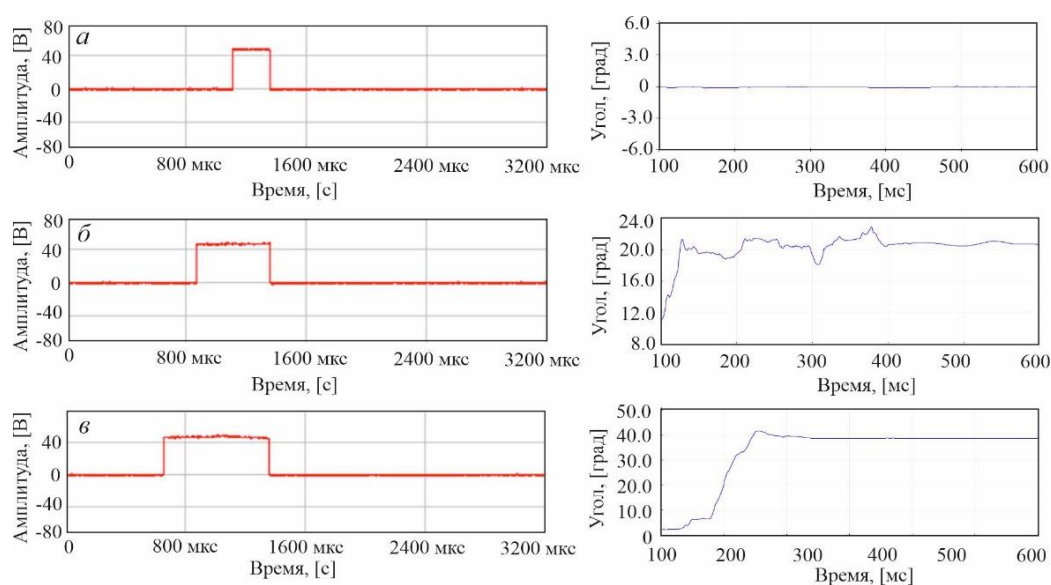 а
Амплитуда, [В]
80
40
0
-40
-80
0 800 мкс 1600 мкс 2400 мкс 3200 мкс
Время, [с]
Угол, [град]
6.0
3.0
0
-3.0
-6.0
100 200 300 400 500 600
Время, [мс]
б
Амплитуда, [В]
80
40
0
-40
-80
0 800 мкс 1600 мкс 2400 мкс 3200 мкс
Время, [с]
Угол, [град]
24.0
20.0
16.0
12.0
8.0
100 200 300 400 500 600
Время, [мс]
в
Амплитуда, [В]
40
0
-40
-80
0 800 мкс 1600 мкс 2400 мкс 3200 мкс
Время, [с]
Угол, [град]
50.0
40.0
30.0
20.0
10.0
0
100 200 300 400 500 600
Время, [мс]